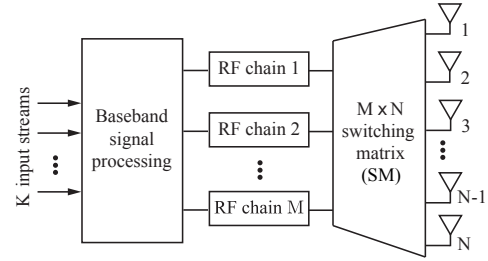 K input streams
Baseband
signal
processing
RF chain 1
RF chain 2
RF chain M
M x N
switching
matrix
(SM)
1
2
3
N-1
N